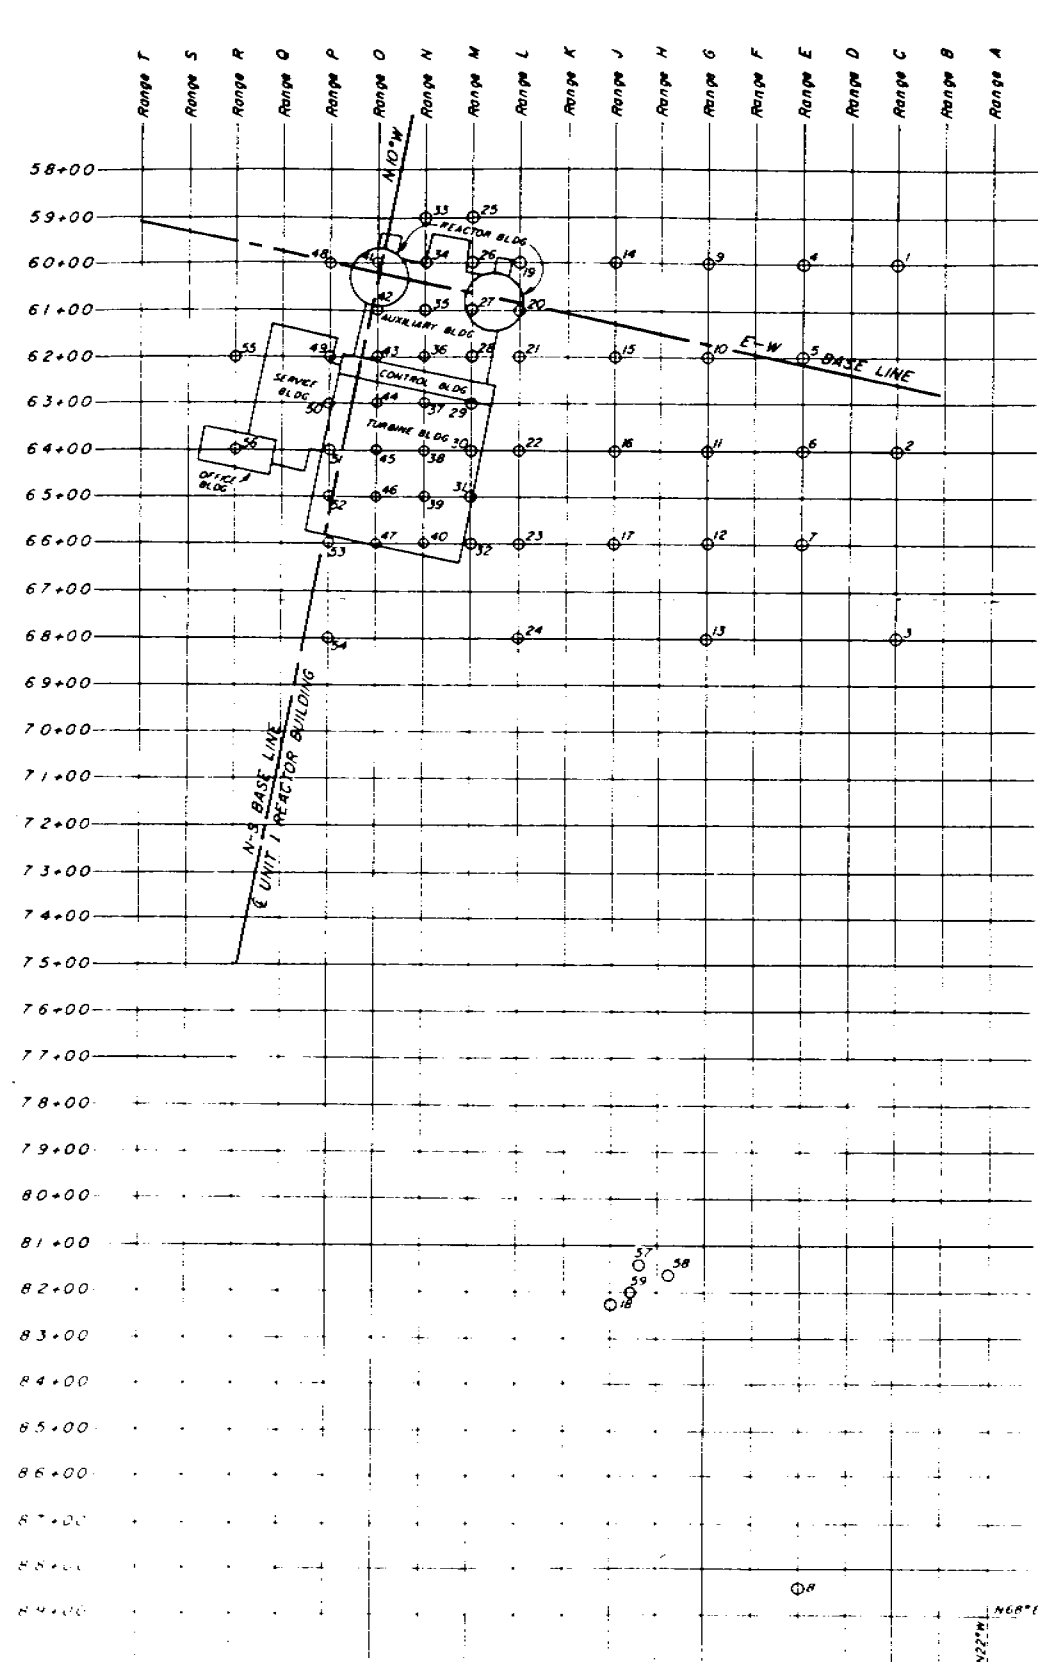 Range T
Range S
Range R
Range Q
Range P
Range O
Range N
Range M
Range L
Range K
Range J
Range H
Range G
Range F
Range E
Range D
Range C
Range B
Range A
N10°W
58+00
59+00
33
25
REACTOR BLDG
60+00
48
41
34
26
19
14
9
4
1
61+00
42
35
27
20
AUXILIARY BLDG
62+00
55
49
43
36
28
21
15
10
5
E-W BASE LINE
CONTROL BLDG
SERVICE
BLDG
63+00
50
44
37
29
TURBINE BLDG
64+00
56
51
45
38
30
22
16
11
6
2
OFFICE
BLDG
65+00
52
46
39
31
66+00
53
47
40
32
23
17
12
7
67+00
68+00
54
24
13
3
69+00
70+00
71+00
72+00
73+00
74+00
75+00
N-S BASE LINE
℄ UNIT 1 REACTOR BUILDING
76+00
77+00
78+00
79+00
80+00
81+00
57
58
82+00
59
18
83+00
84+00
85+00
86+00
87+00
88+00
8
89+00
N68°E
N22°W